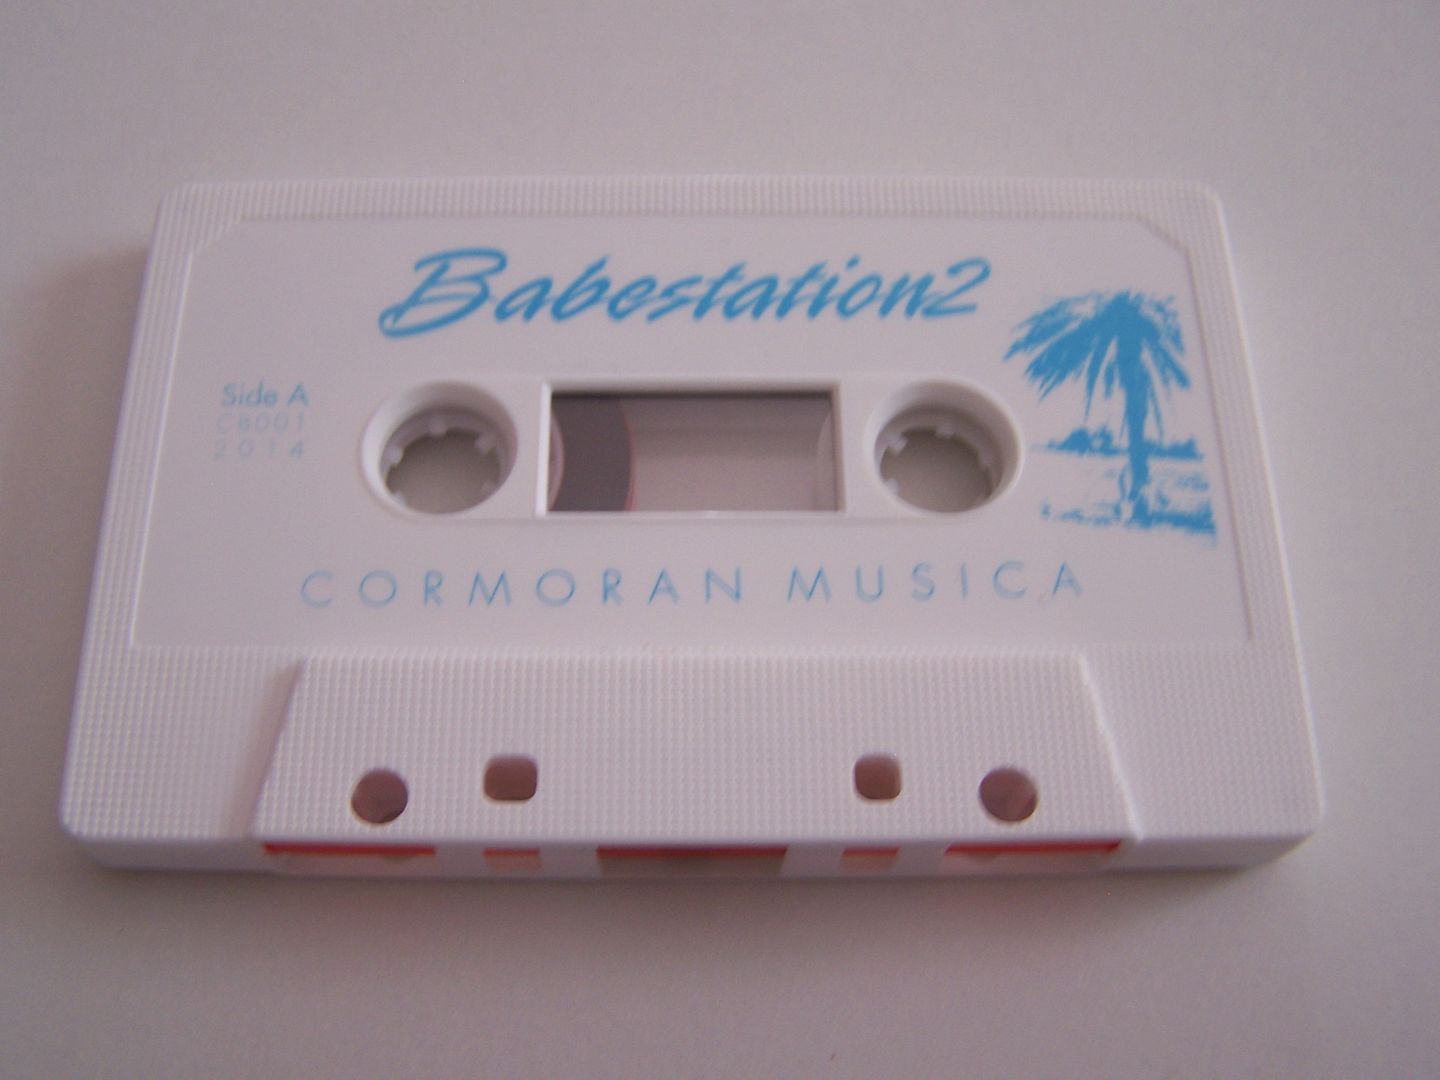 Babestation2
Side A
CB001
2014
CORMORAN MUSICA